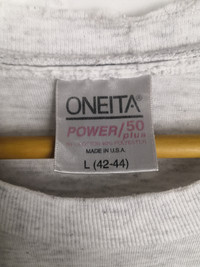 ONEITA®
POWER/50
plus
MADE IN U.S.A.
L (42-44)